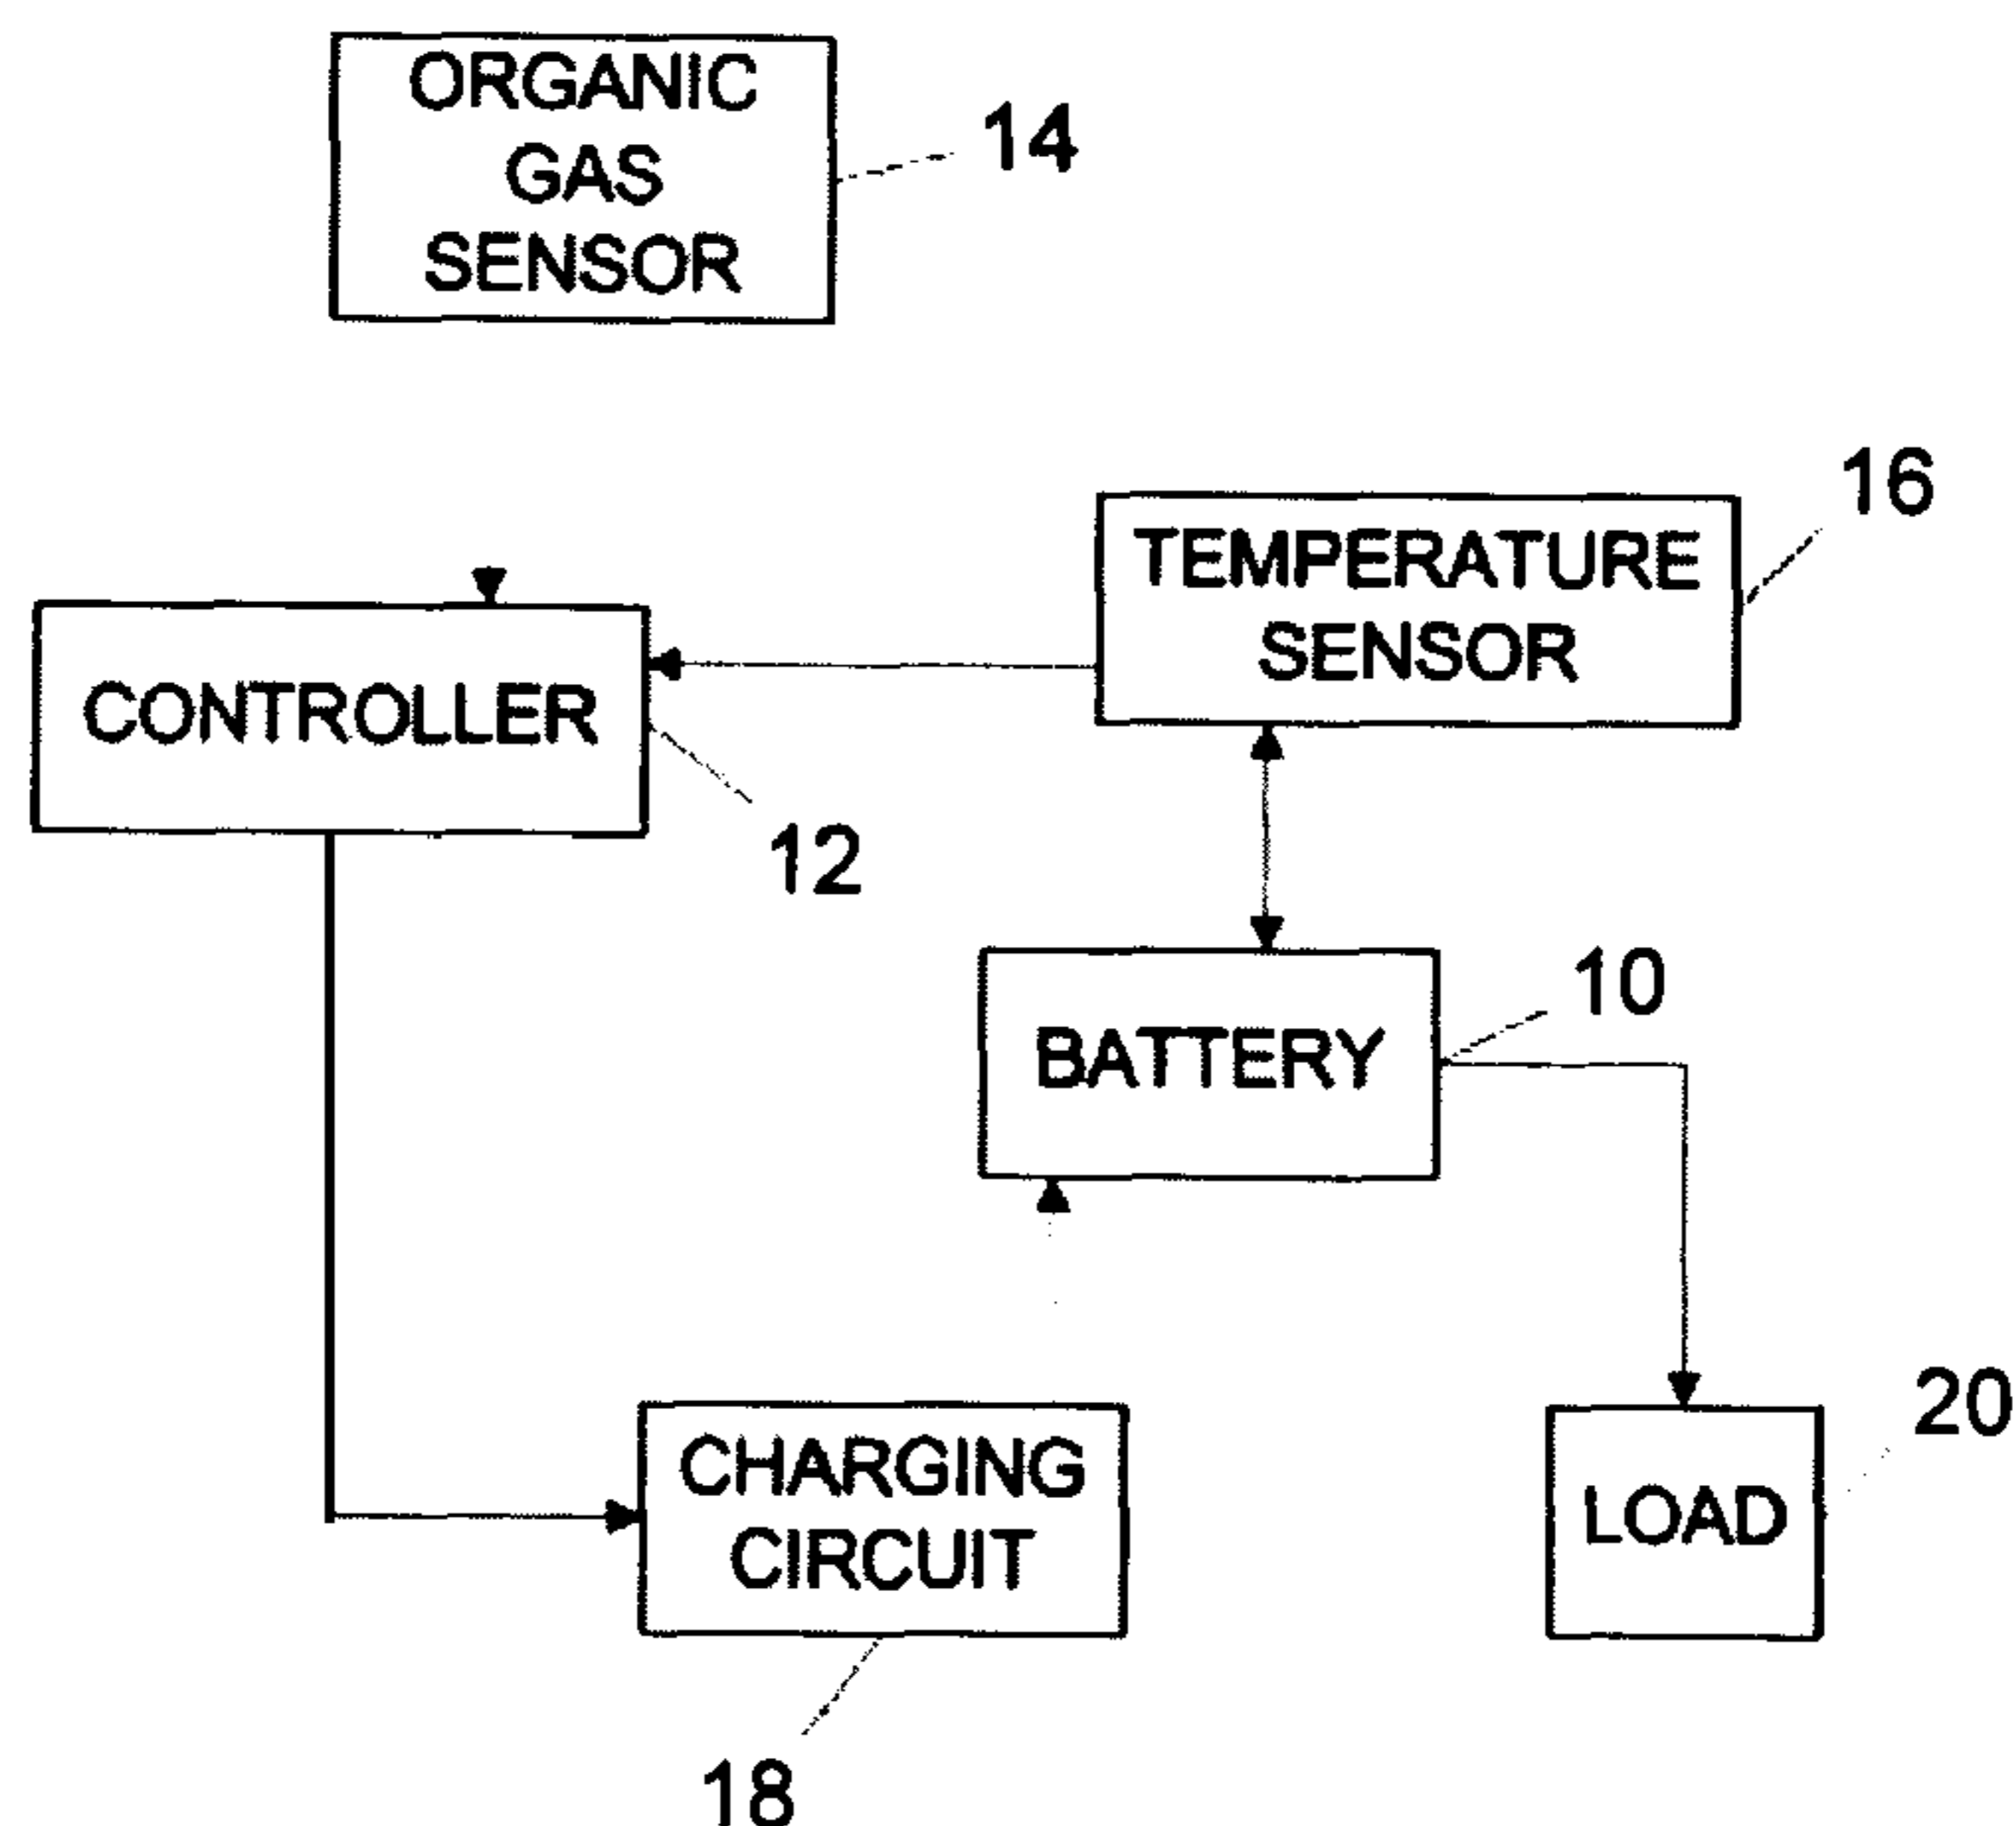 ORGANIC
GAS
SENSOR
14
16
TEMPERATURE
SENSOR
CONTROLLER
12
10
BATTERY
20
CHARGING
CIRCUIT
LOAD
18